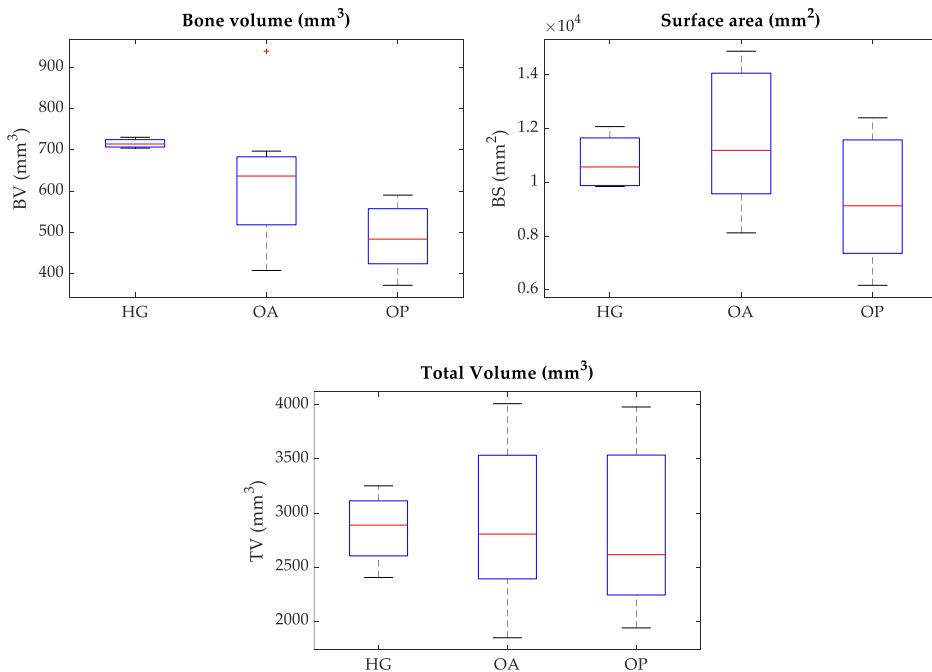 Bone volume (mm³)
BV (mm³)
900
800
700
600
500
400
HG OA OP
Surface area (mm²)
×10⁴
BS (mm²)
1.4
1.2
1
0.8
0.6
HG OA OP
Total Volume (mm³)
TV (mm³)
4000
3500
3000
2500
2000
HG OA OP